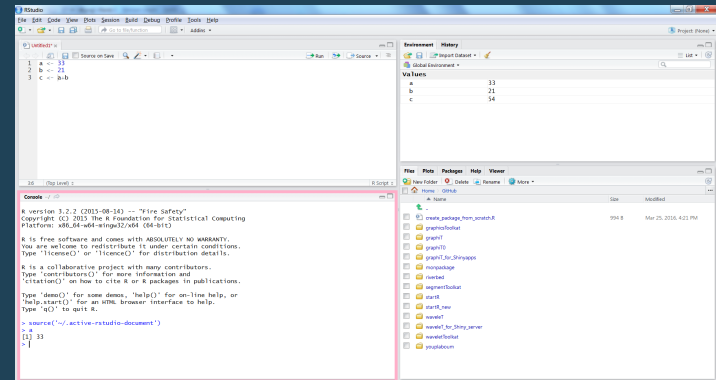 RStudio
File Edit Code View Plots Session Build Debug Profile Tools Help
Go to file/function Addins
Project: (None)
Untitled1*
Source on Save Run Source
1 a <- 33
2 b <- 21
3 c <- a-b
3:6 (Top Level) R Script
Console ~/
R version 3.2.2 (2015-08-14) -- "Fire Safety"
Copyright (C) 2015 The R Foundation for Statistical Computing
Platform: x86_64-w64-mingw32/x64 (64-bit)
R is free software and comes with ABSOLUTELY NO WARRANTY.
You are welcome to redistribute it under certain conditions.
Type 'license()' or 'licence()' for distribution details.
R is a collaborative project with many contributors.
Type 'contributors()' for more information and
'citation()' on how to cite R or R packages in publications.
Type 'demo()' for some demos, 'help()' for on-line help, or
'help.start()' for an HTML browser interface to help.
Type 'q()' to quit R.
> source('~/.active-rstudio-document')
> a
[1] 33
>
Environment History
Import Dataset List
Global Environment
Values
a 33
b 21
c 54
Files Plots Packages Help Viewer
New Folder Delete Rename More
Home GitHub
Name Size Modified
..
create_package_from_scratch.R 994 B Mar 25, 2016, 4:21 PM
graphicsToolkat
graphiT
graphiT0
graphiT_for_Shinyapps
monpackage
riverbed
segmentToolkat
startR
startR_new
waveleT
waveleT_for_Shiny_server
waveletToolkat
youplaboum